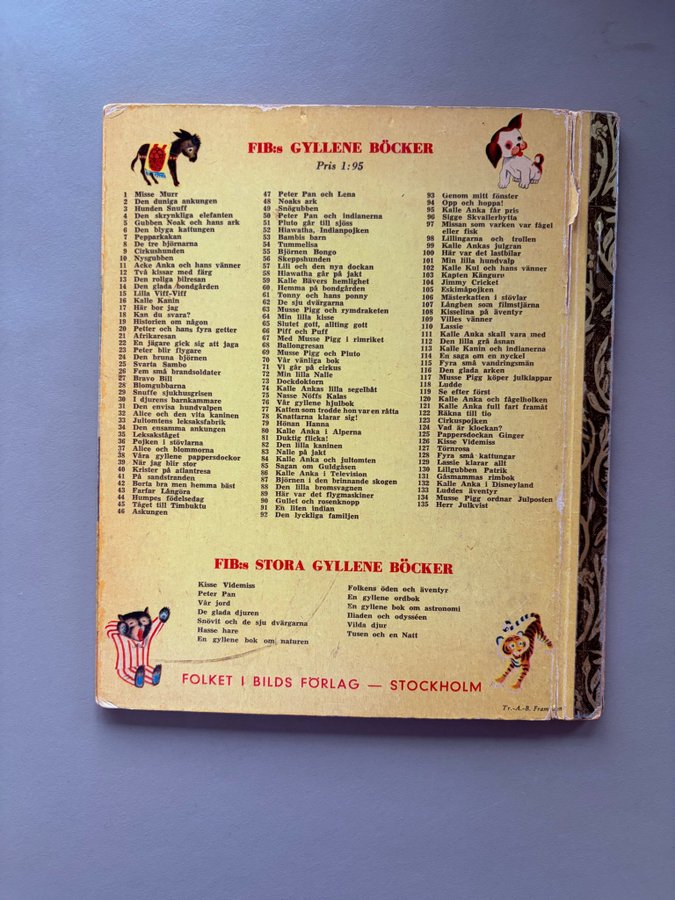 FIB:s GYLLENE BÖCKER
Pris 1:95
1 Misse Murr
2 Den duniga ankungen
3 Hunden Snuff
4 Den skrynkliga elefanten
5 Gubben Noak och hans ark
6 Den blyga kattungen
7 Pepparkakan
8 De tre björnarna
9 Cirkushunden
10 Nysgubben
11 Acke Anka och hans vänner
12 Två kissar med färg
13 Den roliga bilresan
14 Den glada bondgården
15 Lilla Viff-Viff
16 Kalle Kanin
17 Här bor jag
18 Kan du svara?
19 Historien om någon
20 Petter och hans fyra getter
21 Afrikaresan
22 En jägare gick sig att jaga
23 Peter blir flygare
24 Den bruna björnen
25 Svarta Sambo
26 Fem små brandsoldater
27 Bravo Bill
28 Blomgubbarna
29 Snuffs sjukhusgrisen
30 I djurens barnkammare
31 Den envisa hundvalpen
32 Alice och den vita kaninen
33 Jultomtens leksaksfabrik
34 Den ensamma ankungen
35 Leksakståget
36 Pojken i stövlarna
37 Alice och blommorna
38 Våra gyllene pappersdockor
39 När jag blir stor
40 Krister på atlantresa
41 På sandstranden
42 Borta bra men hemma bäst
43 Farfar Långöra
44 Humpes födelsedag
45 Tåget till Timbuktu
46 Askungen
47 Peter Pan och Lena
48 Noaks ark
49 Snögubben
50 Peter Pan och indianerna
51 Pluto går till sjöss
52 Hiawatha, Indianpojken
53 Bambis barn
54 Tummelisa
55 Björnen Bongo
56 Skeppshunden
57 Lili och den nya dockan
58 Hiawatha går på jakt
59 Kalle Bävers hemlighet
60 Hemma på bondgården
61 Tonny och hans ponny
62 De sju dvärgarna
63 Musse Pigg och rymdraketen
64 Min lilla kisse
65 Slutet gott, allting gott
66 Piff och Puff
67 Med Musse Pigg i rimriket
68 Ballongresan
69 Musse Pigg och Pluto
70 Vår vänliga bok
71 Vi går på cirkus
72 Min lilla Nalle
73 Dockdoktorn
74 Kalle Ankas lilla segelbåt
75 Nasse Nöffs Kalas
76 Vår gyllene hjulbok
77 Katten som trodde hon var en råtta
78 Knattarna klarar sig!
79 Hönan Hanna
80 Kalle Anka i Alperna
81 Duktig flicka!
82 Den lilla kaninen
83 Nalle på jakt
84 Kalle Anka och jultomten
85 Sagan om Guldgåsen
86 Kalle Anka i Television
87 Björnen i den brinnande skogen
88 Den lilla bromsvagnen
89 Här var det flygmaskiner
90 Gullet och rosenknopp
91 En liten indian
92 Den lyckliga familjen
93 Genom mitt fönster
94 Opp och hoppa!
95 Kalle Anka får pris
96 Sigge Skvallerbytta
97 Missan som varken var fågel
eller fisk
98 Lillingarna och trollen
99 Kalle Ankas julgran
100 Här var det lastbilar
101 Min lilla hundvalp
102 Kalle Kul och hans vänner
103 Kapten Känguru
104 Jimmy Cricket
105 Eskimåpojken
106 Mästerkatten i stövlar
107 Långben som filmstjärna
108 Kisselina på äventyr
109 Villes vänner
110 Lassie
111 Kalle Anka skall vara med
112 Den lilla grå åsnan
113 Kalle Kanin och indianerna
114 En saga om en nyckel
115 Fyra små vandringsmän
116 Den glada arken
117 Musse Pigg köper julklappar
118 Ludde
119 Se efter först
120 Kalle Anka och fågelholken
121 Kalle Anka full fart framåt
122 Räkna till tio
123 Cirkuspojken
124 Vad är klockan?
125 Pappersdockan Ginger
126 Kisse Videmiss
127 Törnrosa
128 Fyra små kattungar
129 Lassie klarar allt
130 Lillgubben Patrik
131 Gåsmammas rimbok
132 Kalle Anka i Disneyland
133 Luddes äventyr
134 Musse Pigg ordnar Julposten
135 Herr Julkvist
FIB:s STORA GYLLENE BÖCKER
Kisse Videmiss
Peter Pan
Vår jord
De glada djuren
Snövit och de sju dvärgarna
Hasse hare
En gyllene bok om naturen
Folkens öden och äventyr
En gyllene ordbok
En gyllene bok om astronomi
Iliaden och odysséen
Vilda djur
Tusen och en Natt
FOLKET I BILDS FÖRLAG — STOCKHOLM
Tr.-A.-B.